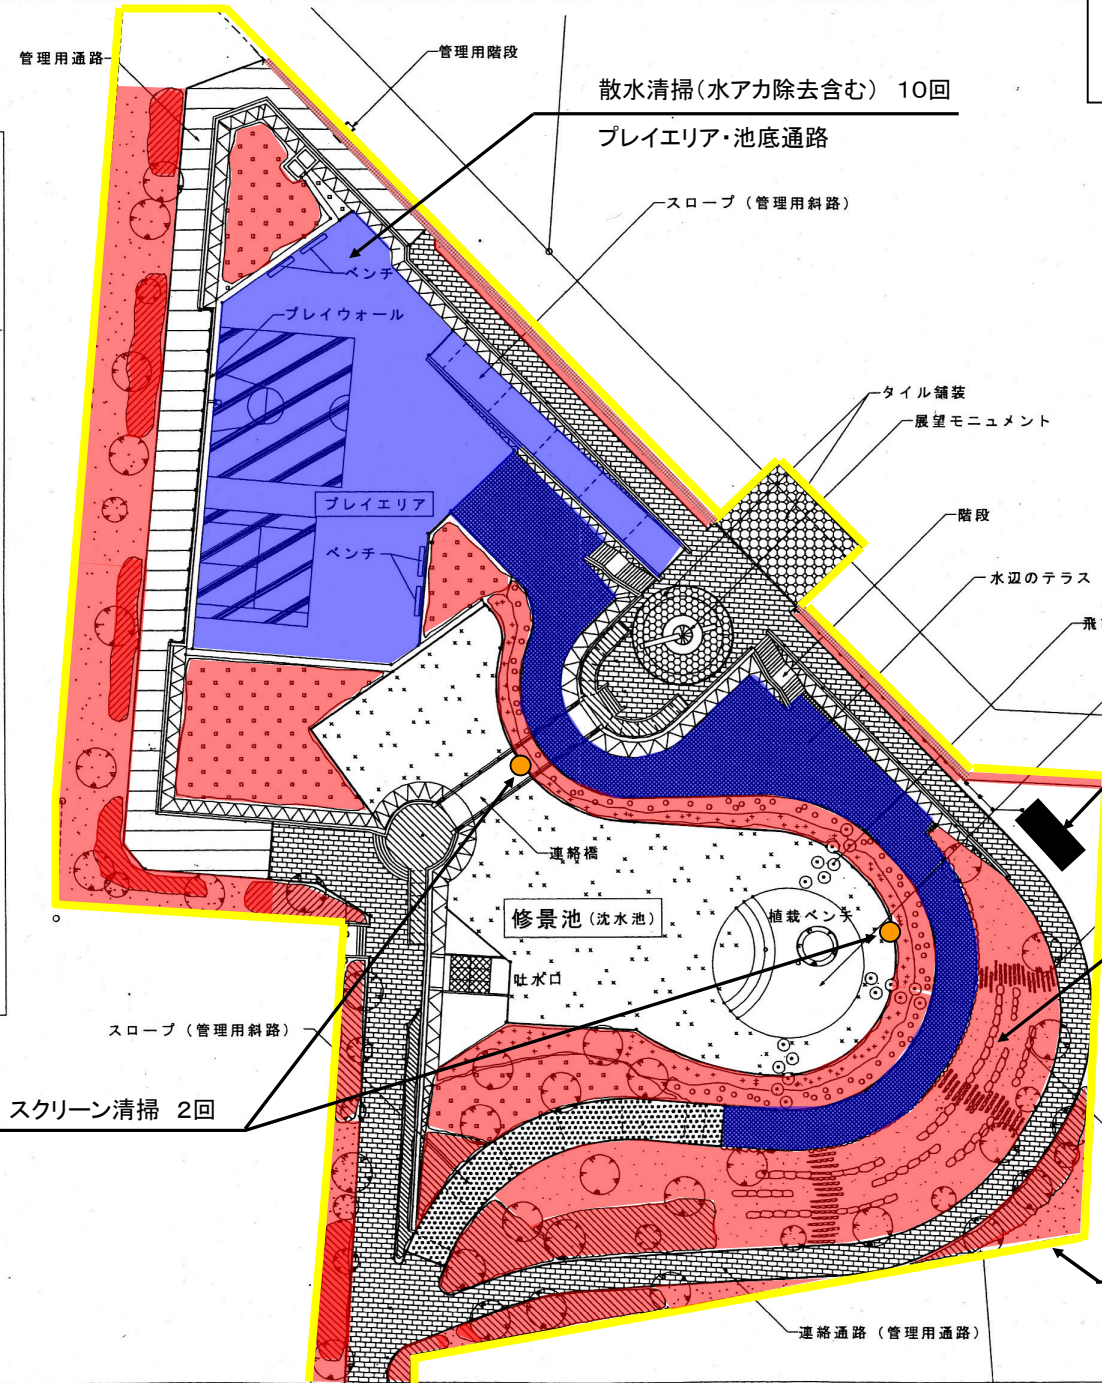 管理用通路
管理用階段
散水清掃(水アカ除去含む) 10回
プレイエリア・池底通路
スロープ(管理用斜路)
ベンチ
プレイウォール
タイル舗装
展望モニュメント
プレイエリア
階段
ベンチ
水辺のテラス
飛
連絡橋
修景池(沈水池)
植栽ベンチ
吐水口
スロープ(管理用斜路)
スクリーン清掃 2回
連絡通路(管理用通路)